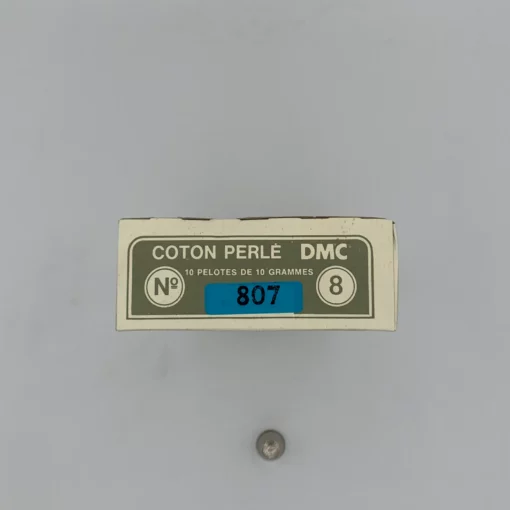 COTON PERLÉ DMC
10 PELOTES DE 10 GRAMMES
Nº 807 8